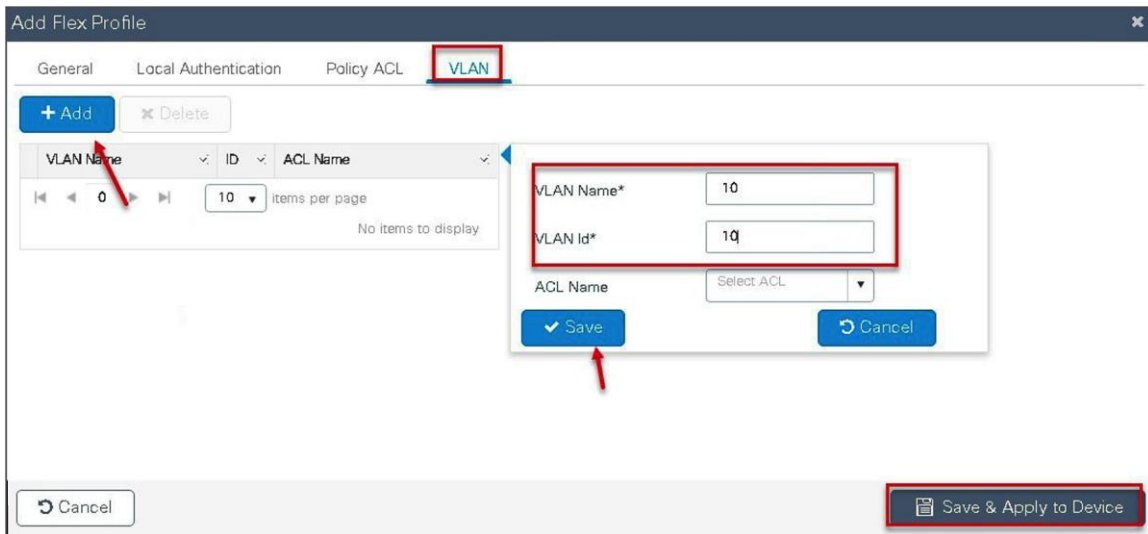 Add Flex Profile
General Local Authentication Policy ACL VLAN
+ Add ✖ Delete
VLAN Name ID ACL Name
0 10 items per page
No items to display
VLAN Name* 10
VLAN Id* 10
ACL Name Select ACL
✔ Save Cancel
Cancel Save & Apply to Device